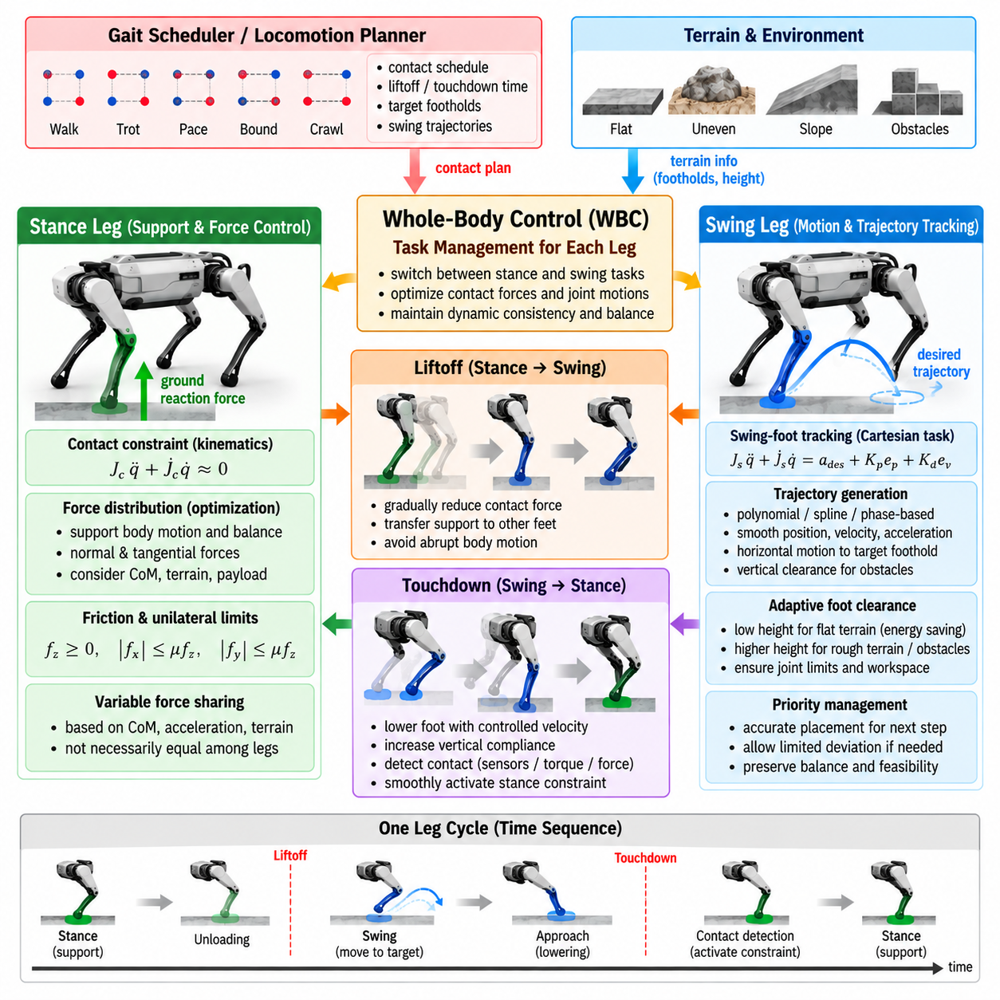 Gait Scheduler / Locomotion Planner
Walk
Trot
Pace
Bound
Crawl
• contact schedule
• liftoff / touchdown time
• target footholds
• swing trajectories
Terrain & Environment
Flat
Uneven
Slope
Obstacles
contact plan
terrain info
(footholds, height)
Whole-Body Control (WBC)
Task Management for Each Leg
• switch between stance and swing tasks
• optimize contact forces and joint motions
• maintain dynamic consistency and balance
Stance Leg (Support & Force Control)
ground
reaction force
Contact constraint (kinematics)
J_c q̈ + J̇_c q̇ ≈ 0
Force distribution (optimization)
• support body motion and balance
• normal & tangential forces
• consider CoM, terrain, payload
Friction & unilateral limits
f_z ≥ 0, |f_x| ≤ μf_z, |f_y| ≤ μf_z
Variable force sharing
• based on CoM, acceleration, terrain
• not necessarily equal among legs
Liftoff (Stance → Swing)
• gradually reduce contact force
• transfer support to other feet
• avoid abrupt body motion
Touchdown (Swing → Stance)
• lower foot with controlled velocity
• increase vertical compliance
• detect contact (sensors / torque / force)
• smoothly activate stance constraint
Swing Leg (Motion & Trajectory Tracking)
desired
trajectory
Swing-foot tracking (Cartesian task)
J_s q̈ + J̇_s q̇ = a_des + K_p e_p + K_d e_v
Trajectory generation
• polynomial / spline / phase-based
• smooth position, velocity, acceleration
• horizontal motion to target foothold
• vertical clearance for obstacles
Adaptive foot clearance
• low height for flat terrain (energy saving)
• higher height for rough terrain / obstacles
• ensure joint limits and workspace
Priority management
• accurate placement for next step
• allow limited deviation if needed
• preserve balance and feasibility
One Leg Cycle (Time Sequence)
Liftoff
Touchdown
Stance
(support)
Unloading
Swing
(move to target)
Approach
(lowering)
Contact detection
(activate constraint)
Stance
(support)
time